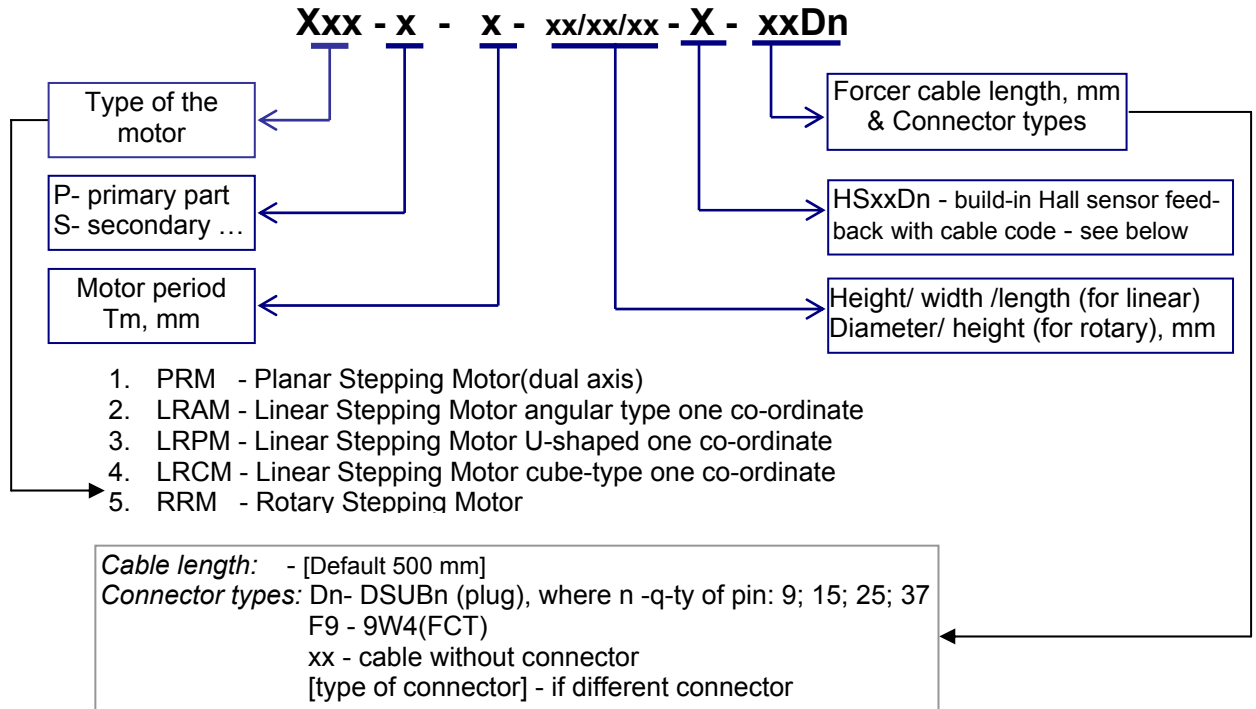 Xxx - x - x - xx/xx/xx - X - xxDn
Type of the
motor
P- primary part
S- secondary …
Motor period
Tm, mm
Forcer cable length, mm
& Connector types
HSxxDn - build-in Hall sensor feed-
back with cable code - see below
Height/ width /length (for linear)
Diameter/ height (for rotary), mm
1. PRM - Planar Stepping Motor(dual axis)
2. LRAM - Linear Stepping Motor angular type one co-ordinate
3. LRPM - Linear Stepping Motor U-shaped one co-ordinate
4. LRCM - Linear Stepping Motor cube-type one co-ordinate
5. RRM - Rotary Stepping Motor
Cable length: - [Default 500 mm]
Connector types: Dn- DSUBn (plug), where n -q-ty of pin: 9; 15; 25; 37
F9 - 9W4(FCT)
xx - cable without connector
[type of connector] - if different connector